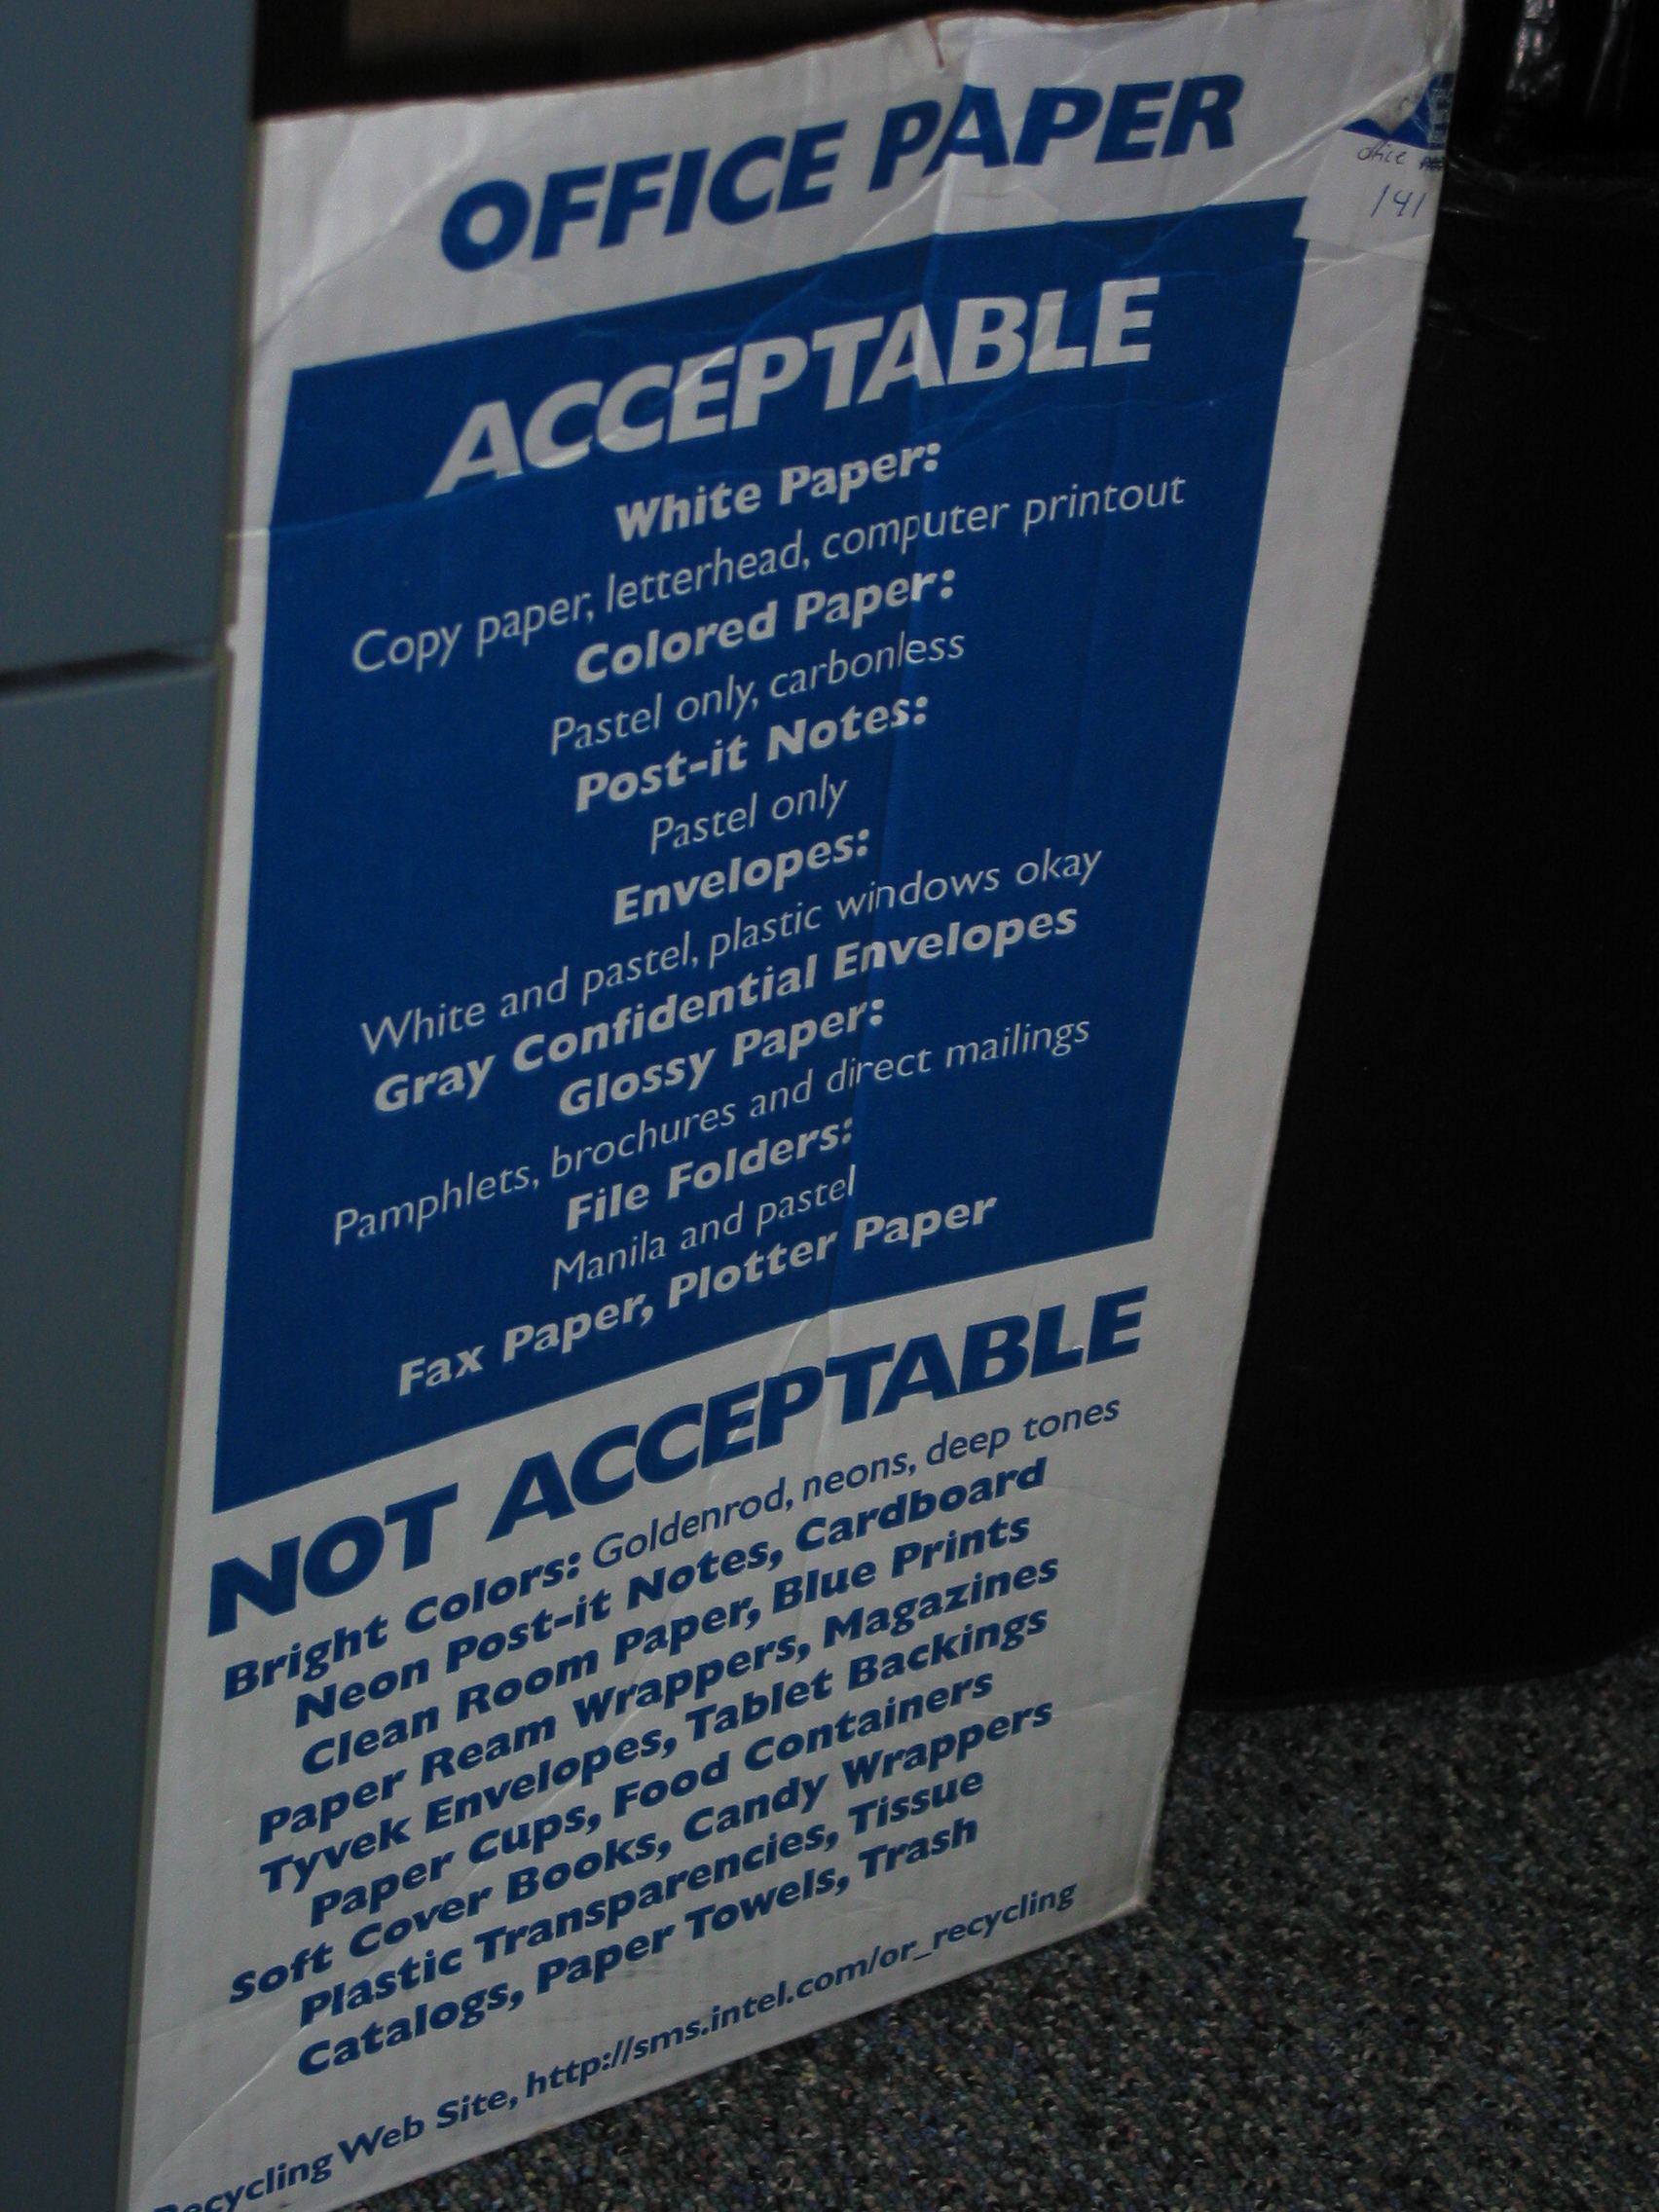 OFFICE PAPER
office
141
ACCEPTABLE
White Paper:
Copy paper, letterhead, computer printout
Colored Paper:
Pastel only, carbonless
Post-it Notes:
Pastel only
Envelopes:
White and pastel, plastic windows okay
Gray Confidential Envelopes
Glossy Paper:
Pamphlets, brochures and direct mailings
File Folders:
Manila and pastel
Fax Paper, Plotter Paper
NOT ACCEPTABLE
Bright Colors: Goldenrod, neons, deep tones
Neon Post-it Notes, Cardboard
Clean Room Paper, Blue Prints
Paper Ream Wrappers, Magazines
Tyvek Envelopes, Tablet Backings
Paper Cups, Food Containers
Soft Cover Books, Candy Wrappers
Plastic Transparencies, Tissue
Catalogs, Paper Towels, Trash
Recycling Web Site, http://sms.intel.com/or_recycling